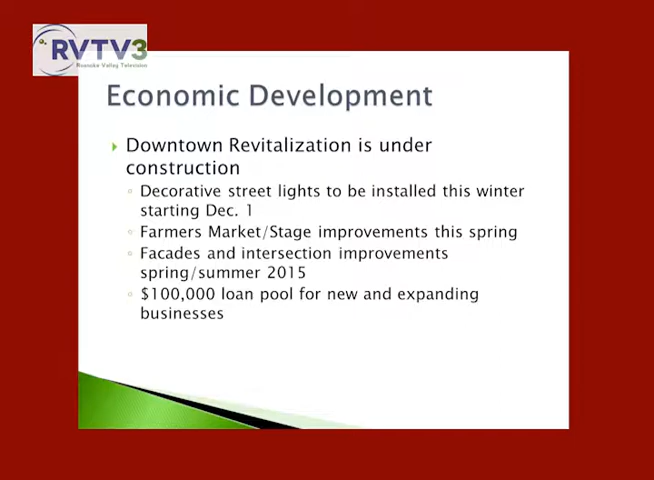 RVTV3
Roanoke Valley Television
Economic Development
Downtown Revitalization is under
construction
Decorative street lights to be installed this winter
starting Dec. 1
Farmers Market/Stage improvements this spring
Facades and intersection improvements
spring/summer 2015
$100,000 loan pool for new and expanding
businesses